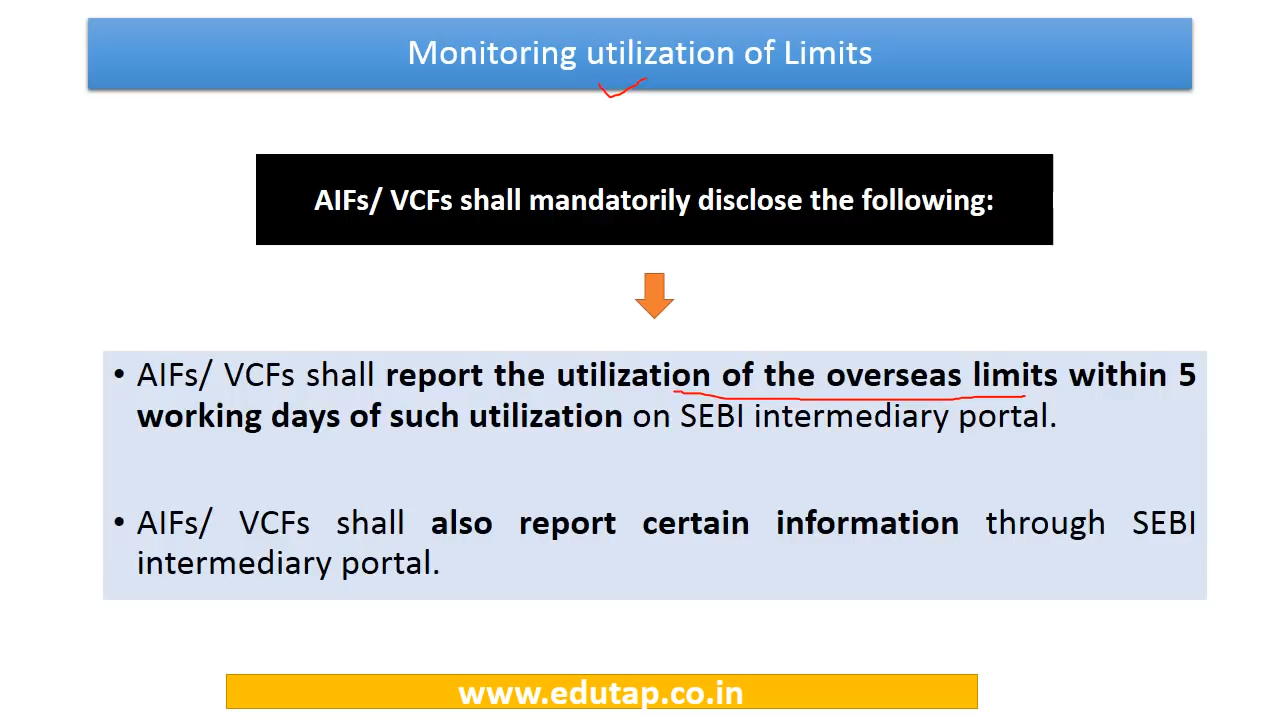 Monitoring utilization of Limits
AIFs/ VCFs shall mandatorily disclose the following:
• AIFs/ VCFs shall report the utilization of the overseas limits within 5
working days of such utilization on SEBI intermediary portal.
• AIFs/ VCFs shall also report certain information through SEBI
intermediary portal.
www.edutap.co.in